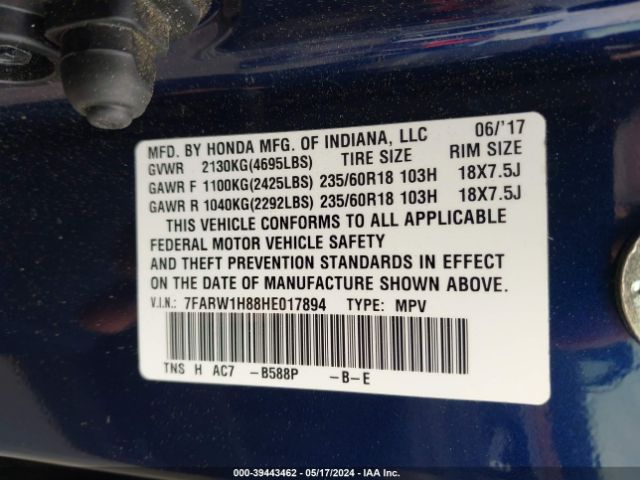 MFD. BY HONDA MFG. OF INDIANA, LLC 06/'17
GVWR 2130KG(4695LBS) TIRE SIZE RIM SIZE
GAWR F 1100KG(2425LBS) 235/60R18 103H 18X7.5J
GAWR R 1040KG(2292LBS) 235/60R18 103H 18X7.5J
THIS VEHICLE CONFORMS TO ALL APPLICABLE
FEDERAL MOTOR VEHICLE SAFETY
AND THEFT PREVENTION STANDARDS IN EFFECT
ON THE DATE OF MANUFACTURE SHOWN ABOVE.
V.I.N.: 7FARW1H88HE017894 TYPE: MPV
TNS H AC7 -B588P -B-E
000-39443462 - 05/17/2024 - IAA Inc.